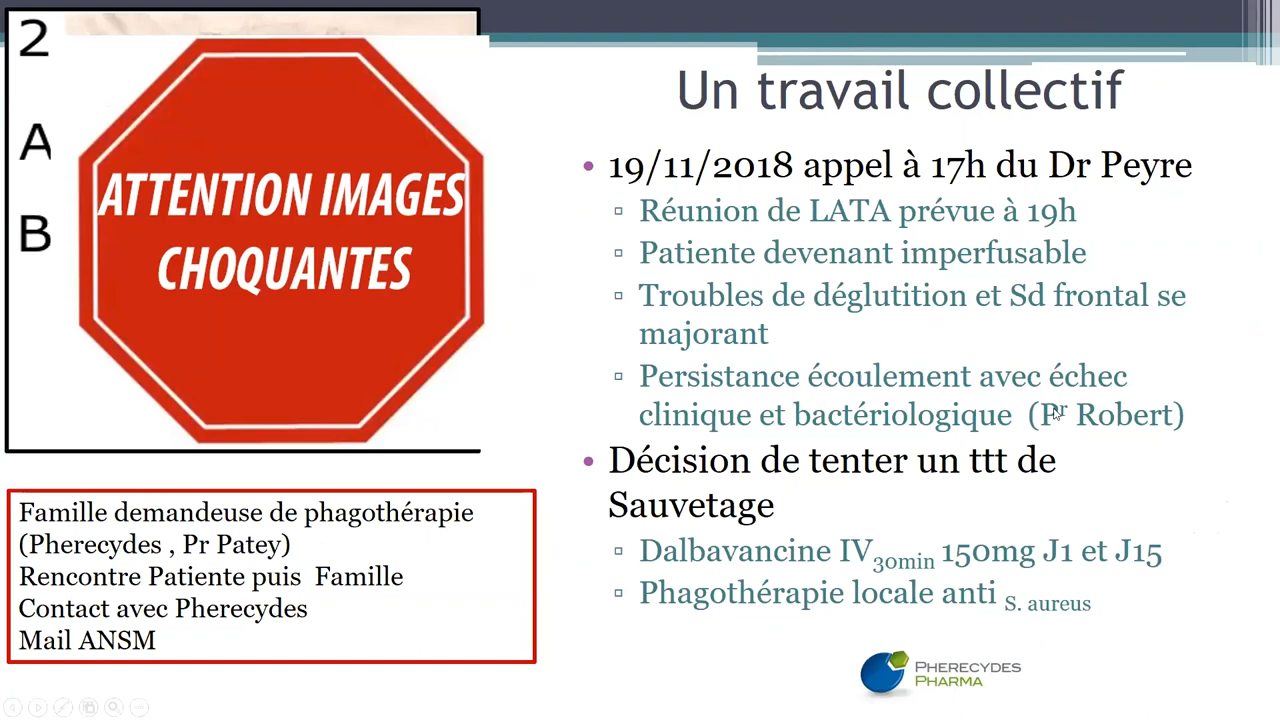 2
A
B
ATTENTION IMAGES
CHOQUANTES
Un travail collectif
• 19/11/2018 appel à 17h du Dr Peyre
▫ Réunion de LATA prévue à 19h
▫ Patiente devenant imperfusable
▫ Troubles de déglutition et Sd frontal se
majorant
▫ Persistance écoulement avec échec
clinique et bactériologique (Pr Robert)
• Décision de tenter un ttt de
Sauvetage
▫ Dalbavancine IV30min 150mg J1 et J15
▫ Phagothérapie locale anti S. aureus
Famille demandeuse de phagothérapie
(Pherecydes , Pr Patey)
Rencontre Patiente puis Famille
Contact avec Pherecydes
Mail ANSM
PHERECYDES
PHARMA